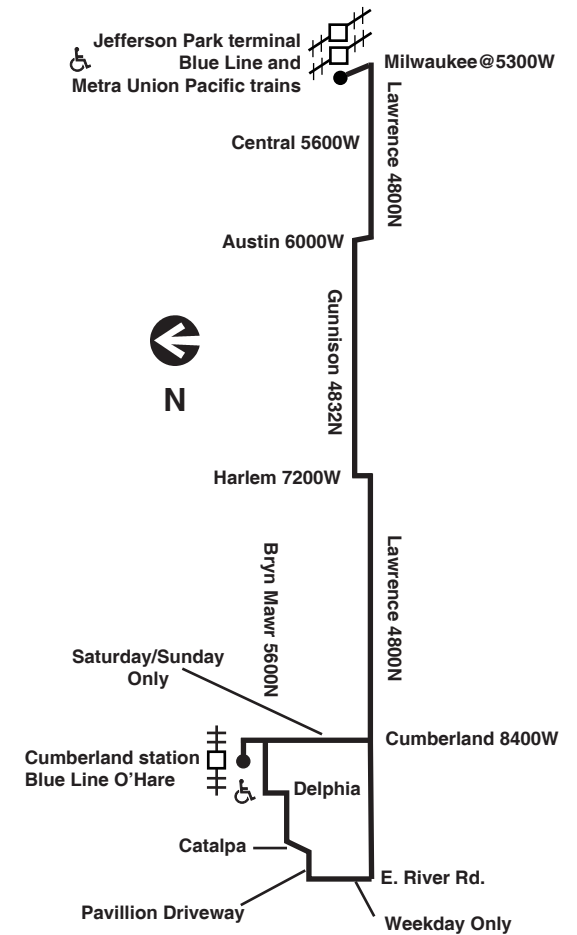 Jefferson Park terminal
Blue Line and
Metra Union Pacific trains
Milwaukee@5300W
Lawrence 4800N
Central 5600W
Austin 6000W
Gunnison 4832N
N
Harlem 7200W
Bryn Mawr 5600N
Lawrence 4800N
Saturday/Sunday
Only
Cumberland 8400W
Cumberland station
Blue Line O'Hare
Delphia
Catalpa
E. River Rd.
Pavillion Driveway
Weekday Only